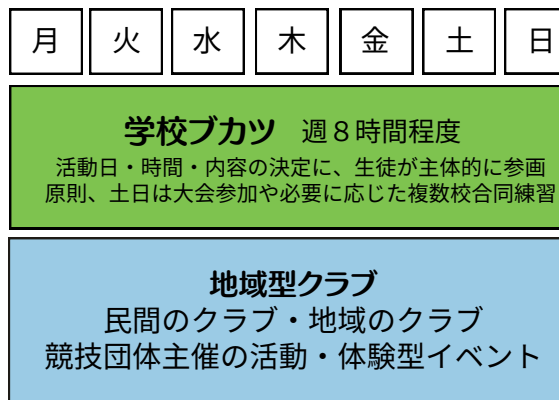 月 火 水 木 金 土 日
学校ブカツ 週８時間程度
活動日・時間・内容の決定に、生徒が主体的に参画
原則、土日は大会参加や必要に応じた複数校合同練習
地域型クラブ
民間のクラブ・地域のクラブ
競技団体主催の活動・体験型イベント